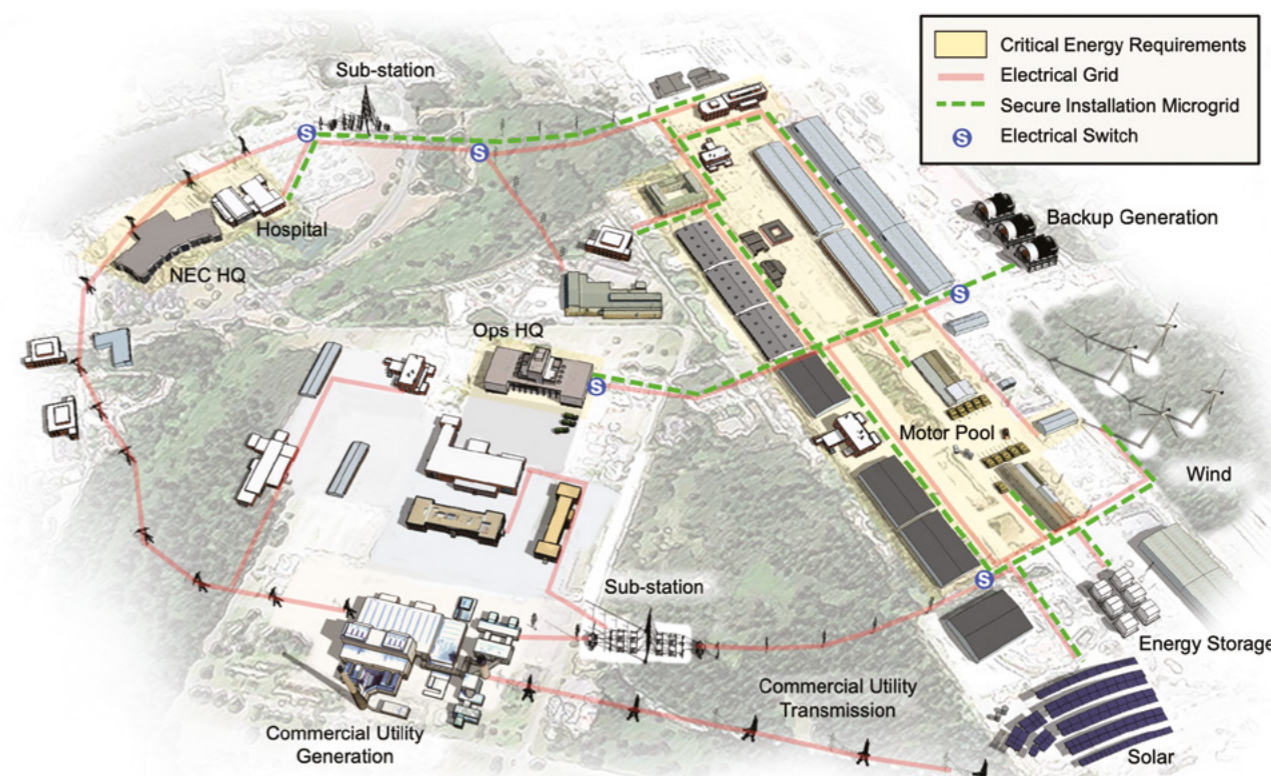 Critical Energy Requirements
Electrical Grid
Secure Installation Microgrid
S Electrical Switch
Sub-station
S
S
Hospital
NEC HQ
Backup Generation
S
Ops HQ
S
Motor Pool
Wind
Sub-station
S
Energy Storage
Commercial Utility
Transmission
Commercial Utility
Generation
Solar